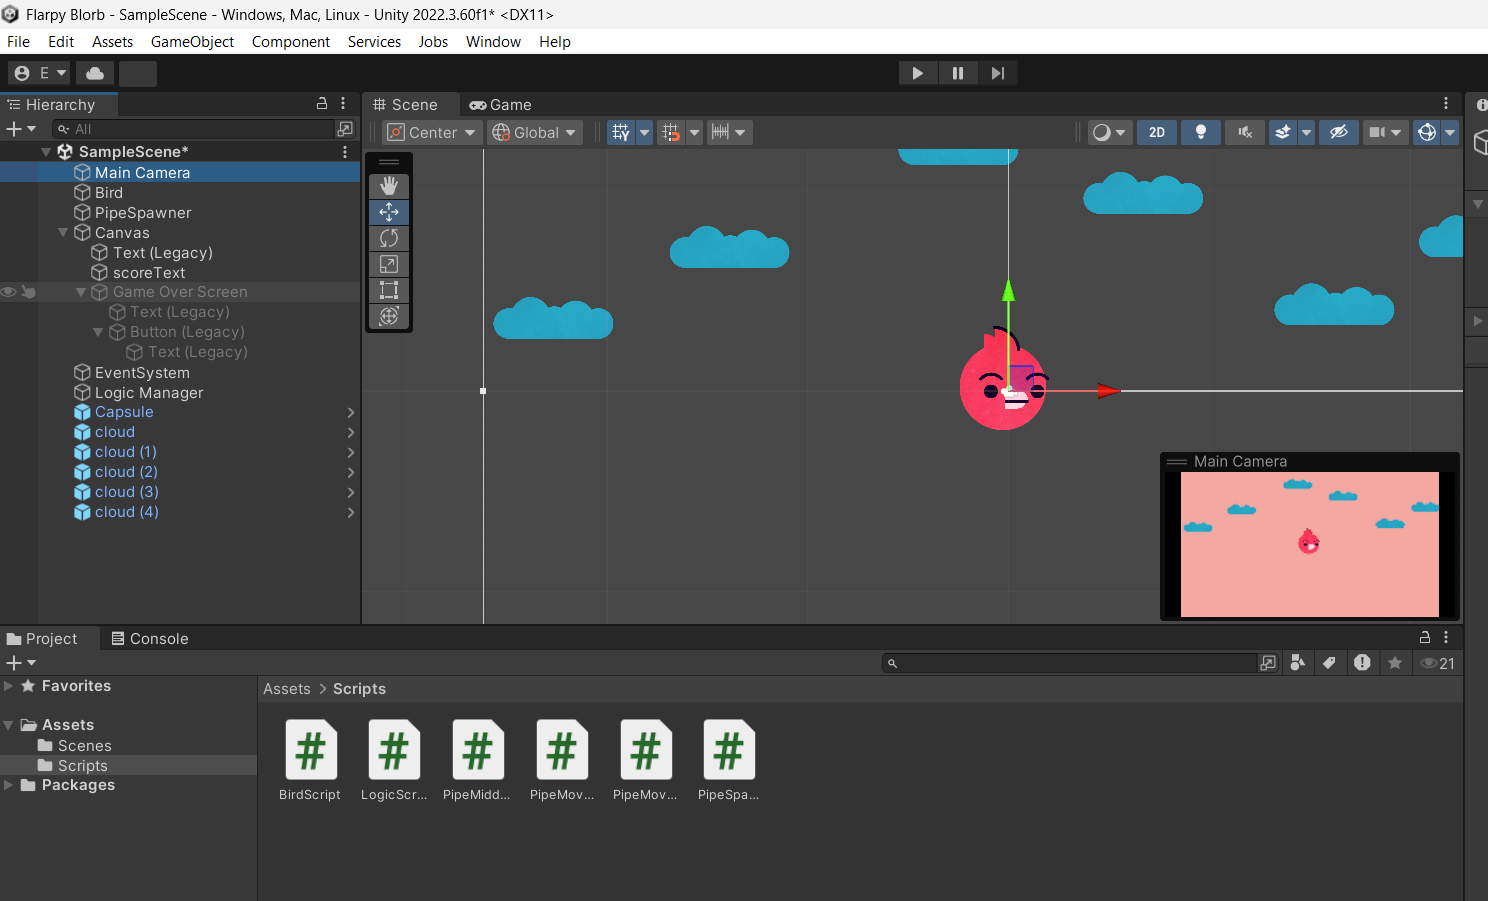 Flarpy Blorb - SampleScene - Windows, Mac, Linux - Unity 2022.3.60f1* <DX11>
File Edit Assets GameObject Component Services Jobs Window Help
E
Hierarchy
All
SampleScene*
Main Camera
Bird
PipeSpawner
Canvas
Text (Legacy)
scoreText
Game Over Screen
Text (Legacy)
Button (Legacy)
Text (Legacy)
EventSystem
Logic Manager
Capsule
cloud
cloud (1)
cloud (2)
cloud (3)
cloud (4)
Scene Game
Center Global 2D
Main Camera
Project Console
21
Favorites
Assets
Scenes
Scripts
Packages
Assets > Scripts
BirdScript LogicScr... PipeMidd... PipeMov... PipeMov... PipeSpa...